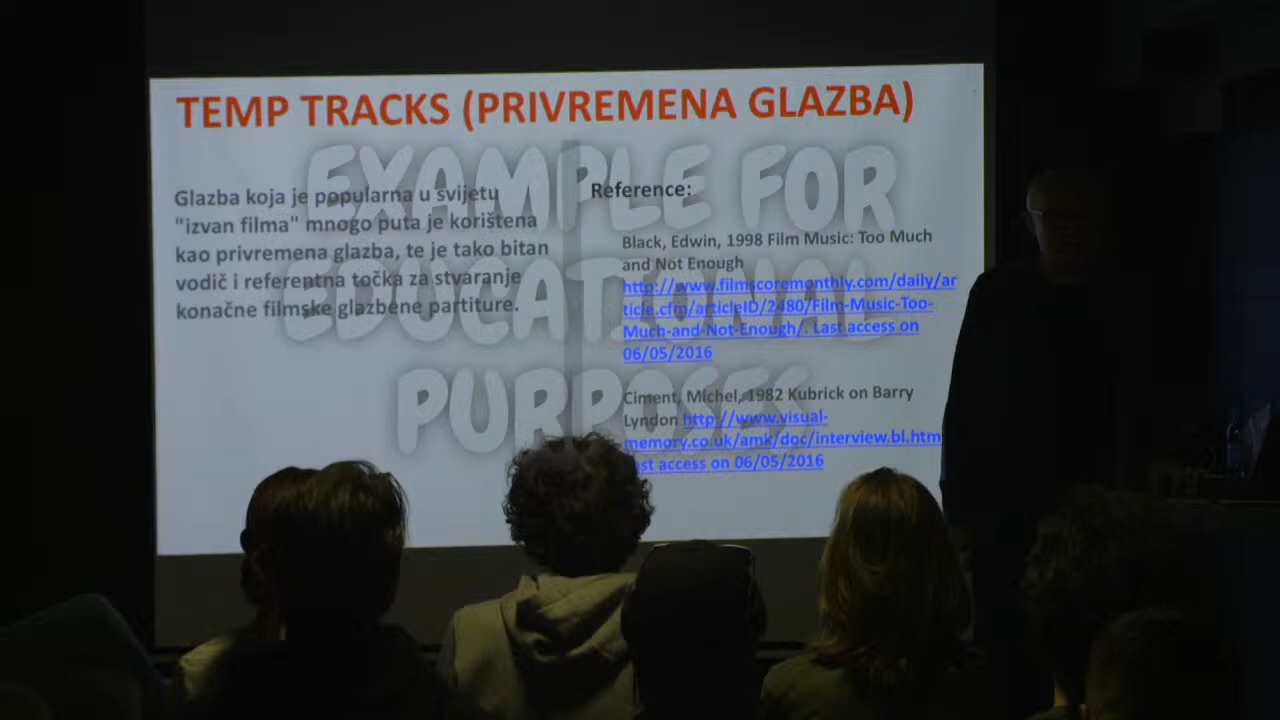 TEMP TRACKS (PRIVREMENA GLAZBA)
EXAMPLE FOR
EDUCATIONAL
PURPOSES
Glazba koja je popularna u svijetu
"izvan filma" mnogo puta je korištena
kao privremena glazba, te je tako bitan
vodič i referentna točka za stvaranje
konačne filmske glazbene partiture.
Reference:
Black, Edwin, 1998 Film Music: Too Much
and Not Enough
http://www.filmscoremonthly.com/daily/ar
ticle.cfm/articleID/2480/Film-Music-Too-
Much-and-Not-Enough/. Last access on
06/05/2016
Ciment, Michel, 1982 Kubrick on Barry
Lyndon http://www.visual-
memory.co.uk/amk/doc/interview.bl.htm
access on 06/05/2016